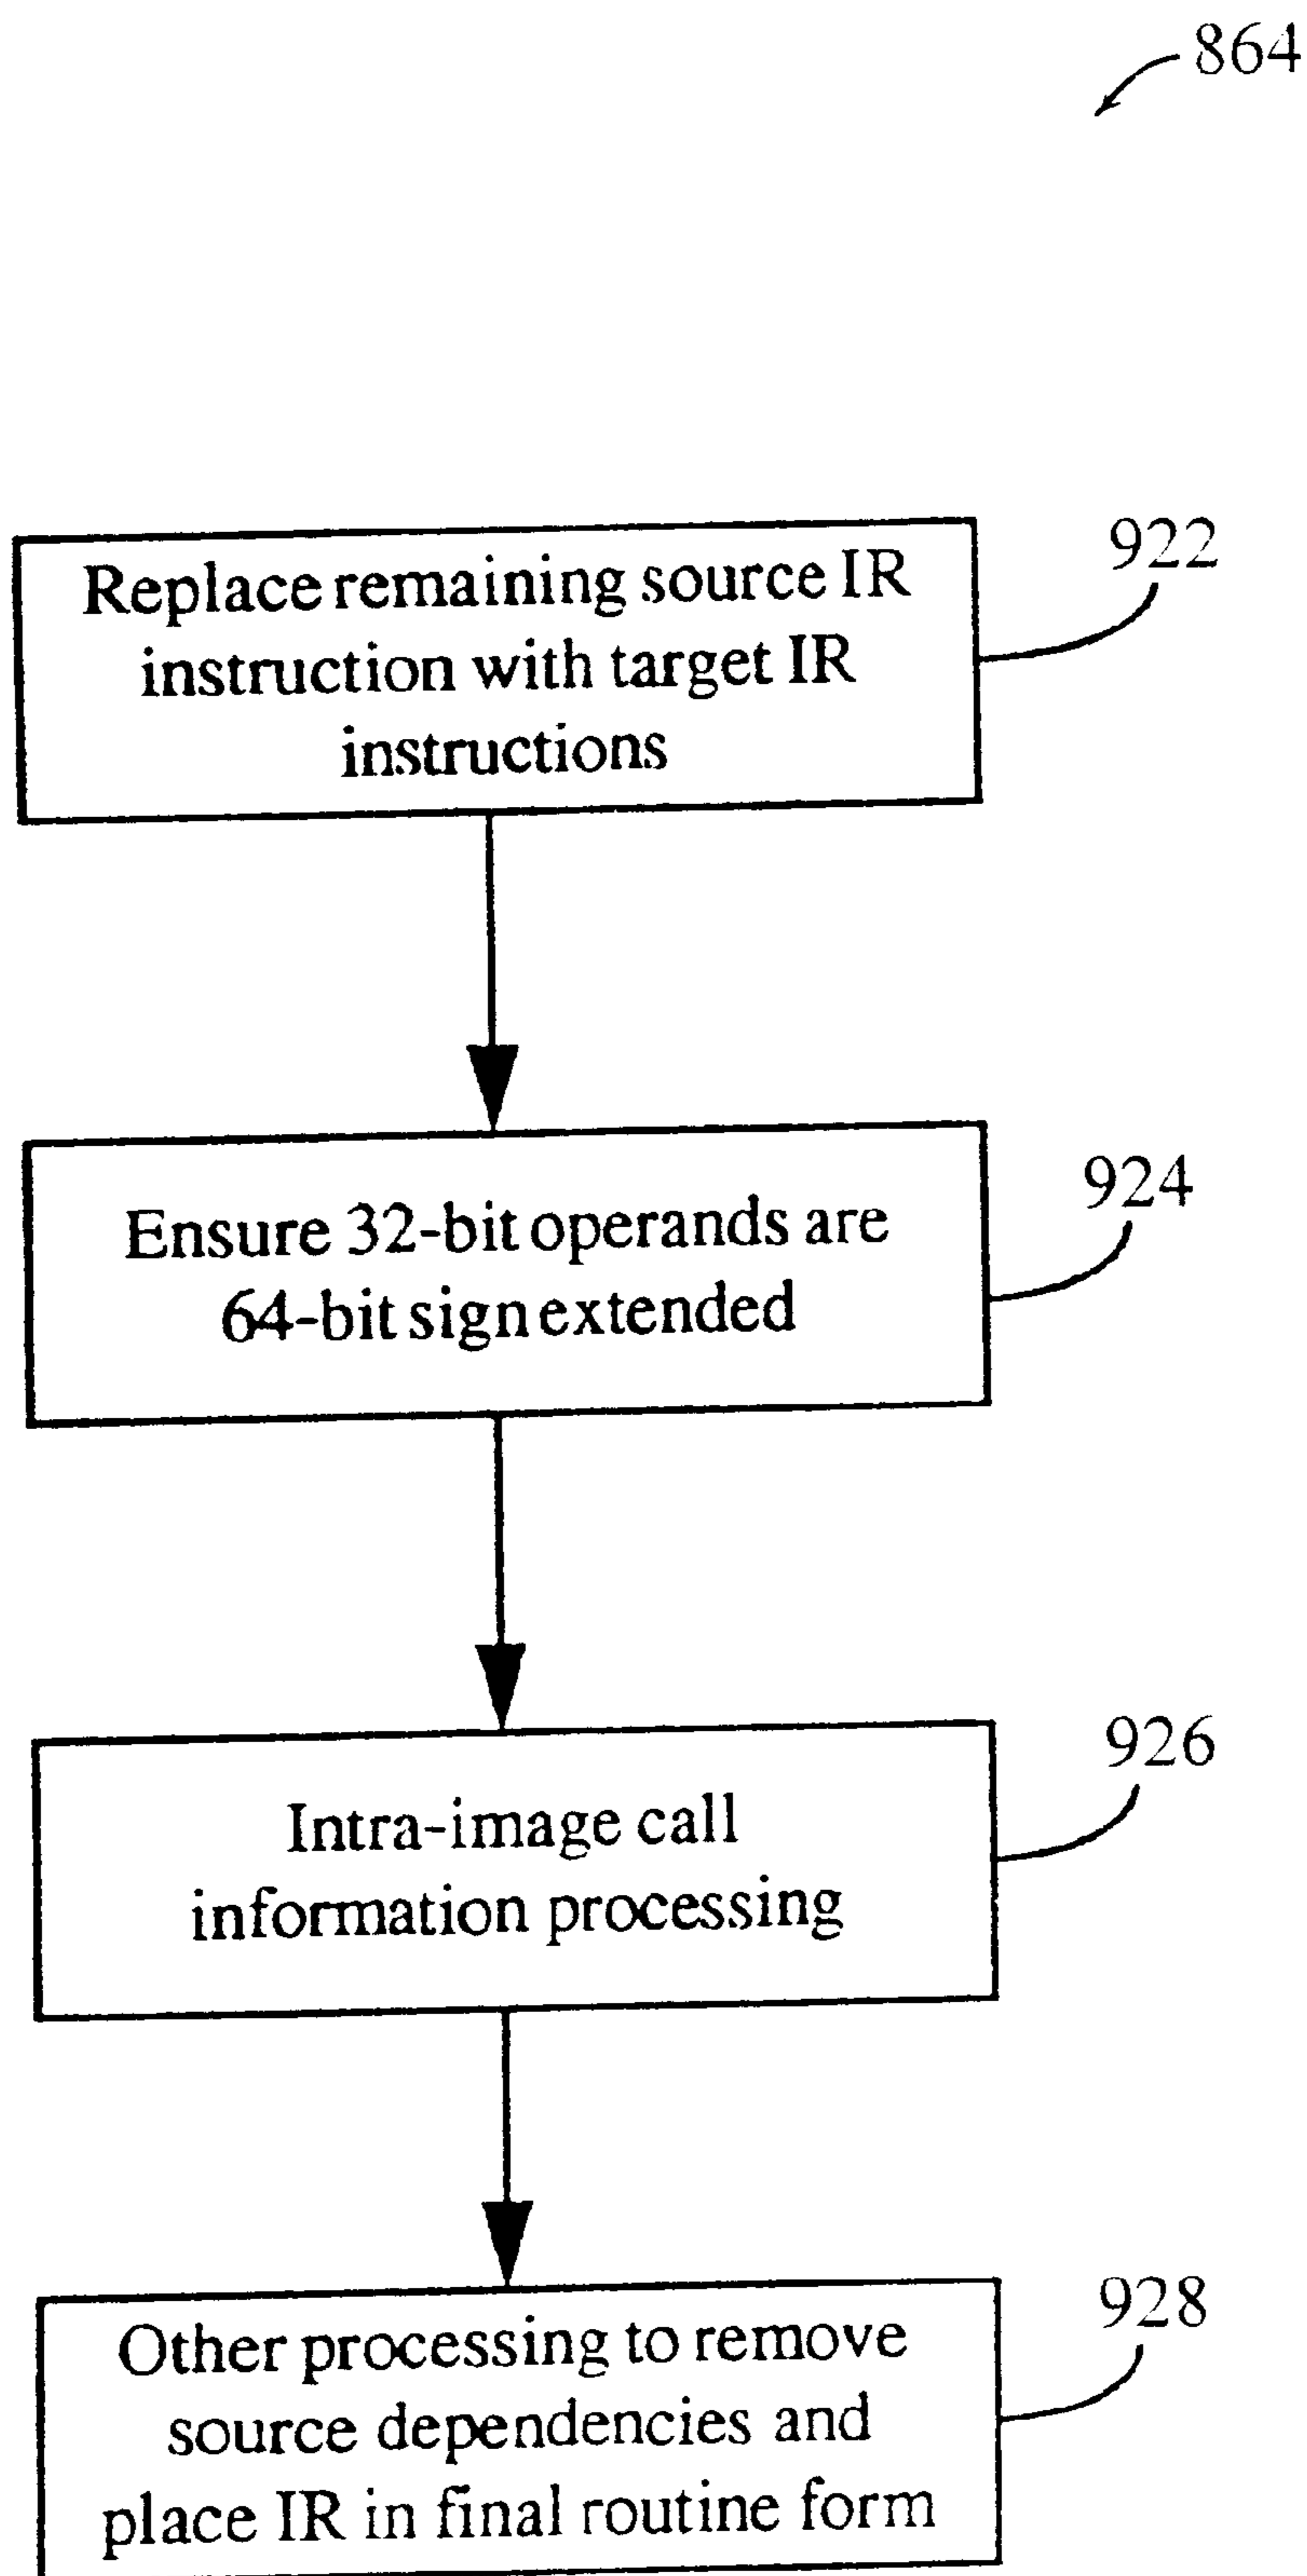 864
Replace remaining source IR
instruction with target IR
instructions
922
Ensure 32-bit operands are
64-bit sign extended
924
Intra-image call
information processing
926
Other processing to remove
source dependencies and
place IR in final routine form
928